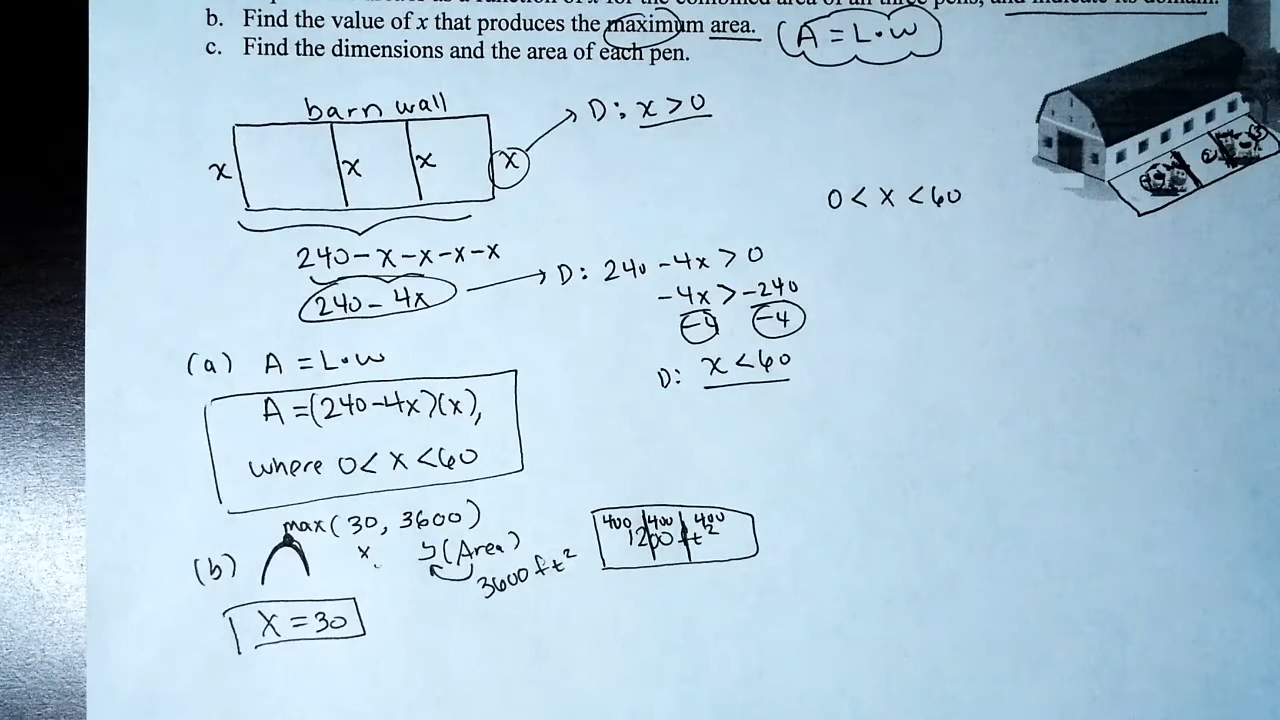 b. Find the value of x that produces the maximum area. (A = L·W)
c. Find the dimensions and the area of each pen.
barn wall
D: x > 0
x x x x
0 < x < 60
240 - x - x - x - x
240 - 4x
D: 240 - 4x > 0
-4x > -240
-4 -4
D: x < 60
(a) A = L·W
A = (240-4x)(x),
where 0 < x < 60
max (30, 3600)
(b) x y (Area)
3600 ft²
400 400 400
1200 ft²
x = 30